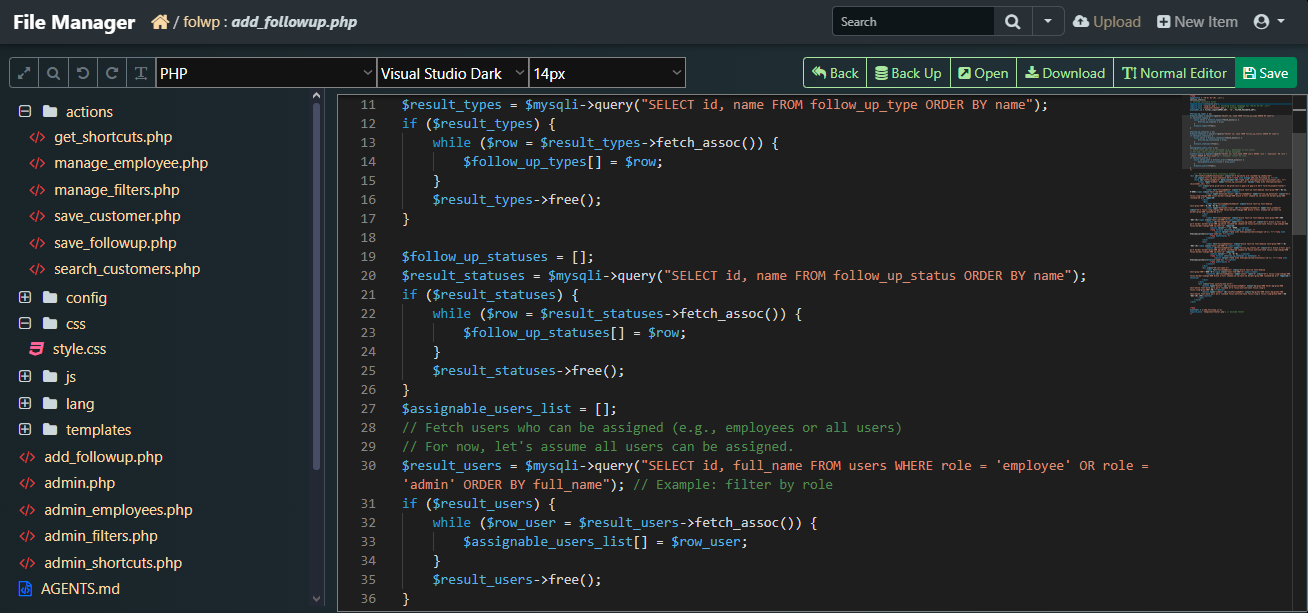 File Manager / folwp : add_followup.php Search Upload New Item
PHP Visual Studio Dark 14px Back Back Up Open Download Normal Editor Save
actions
get_shortcuts.php
manage_employee.php
manage_filters.php
save_customer.php
save_followup.php
search_customers.php
config
css
style.css
js
lang
templates
add_followup.php
admin.php
admin_employees.php
admin_filters.php
admin_shortcuts.php
AGENTS.md
11 $result_types = $mysqli->query("SELECT id, name FROM follow_up_type ORDER BY name");
12 if ($result_types) {
13 while ($row = $result_types->fetch_assoc()) {
14 $follow_up_types[] = $row;
15 }
16 $result_types->free();
17 }
18
19 $follow_up_statuses = [];
20 $result_statuses = $mysqli->query("SELECT id, name FROM follow_up_status ORDER BY name");
21 if ($result_statuses) {
22 while ($row = $result_statuses->fetch_assoc()) {
23 $follow_up_statuses[] = $row;
24 }
25 $result_statuses->free();
26 }
27 $assignable_users_list = [];
28 // Fetch users who can be assigned (e.g., employees or all users)
29 // For now, let's assume all users can be assigned.
30 $result_users = $mysqli->query("SELECT id, full_name FROM users WHERE role = 'employee' OR role =
'admin' ORDER BY full_name"); // Example: filter by role
31 if ($result_users) {
32 while ($row_user = $result_users->fetch_assoc()) {
33 $assignable_users_list[] = $row_user;
34 }
35 $result_users->free();
36 }